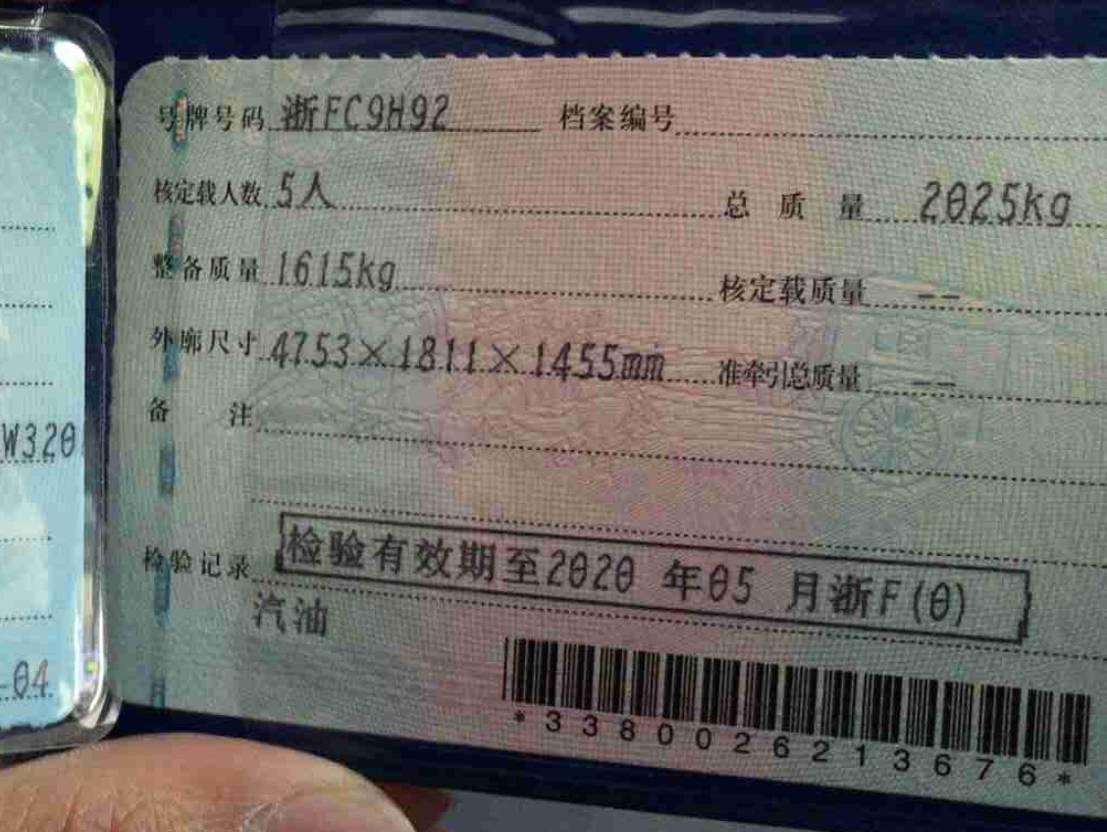 号牌号码 浙FC9H92 档案编号
核定载人数 5人 总质量 2025kg
整备质量 1615kg 核定载质量 --
外廓尺寸 4753×1811×1455mm 准牵引总质量 --
备注
W320
检验记录 检验有效期至2020 年05 月浙F(0)
汽油
-04
*3380026213676*